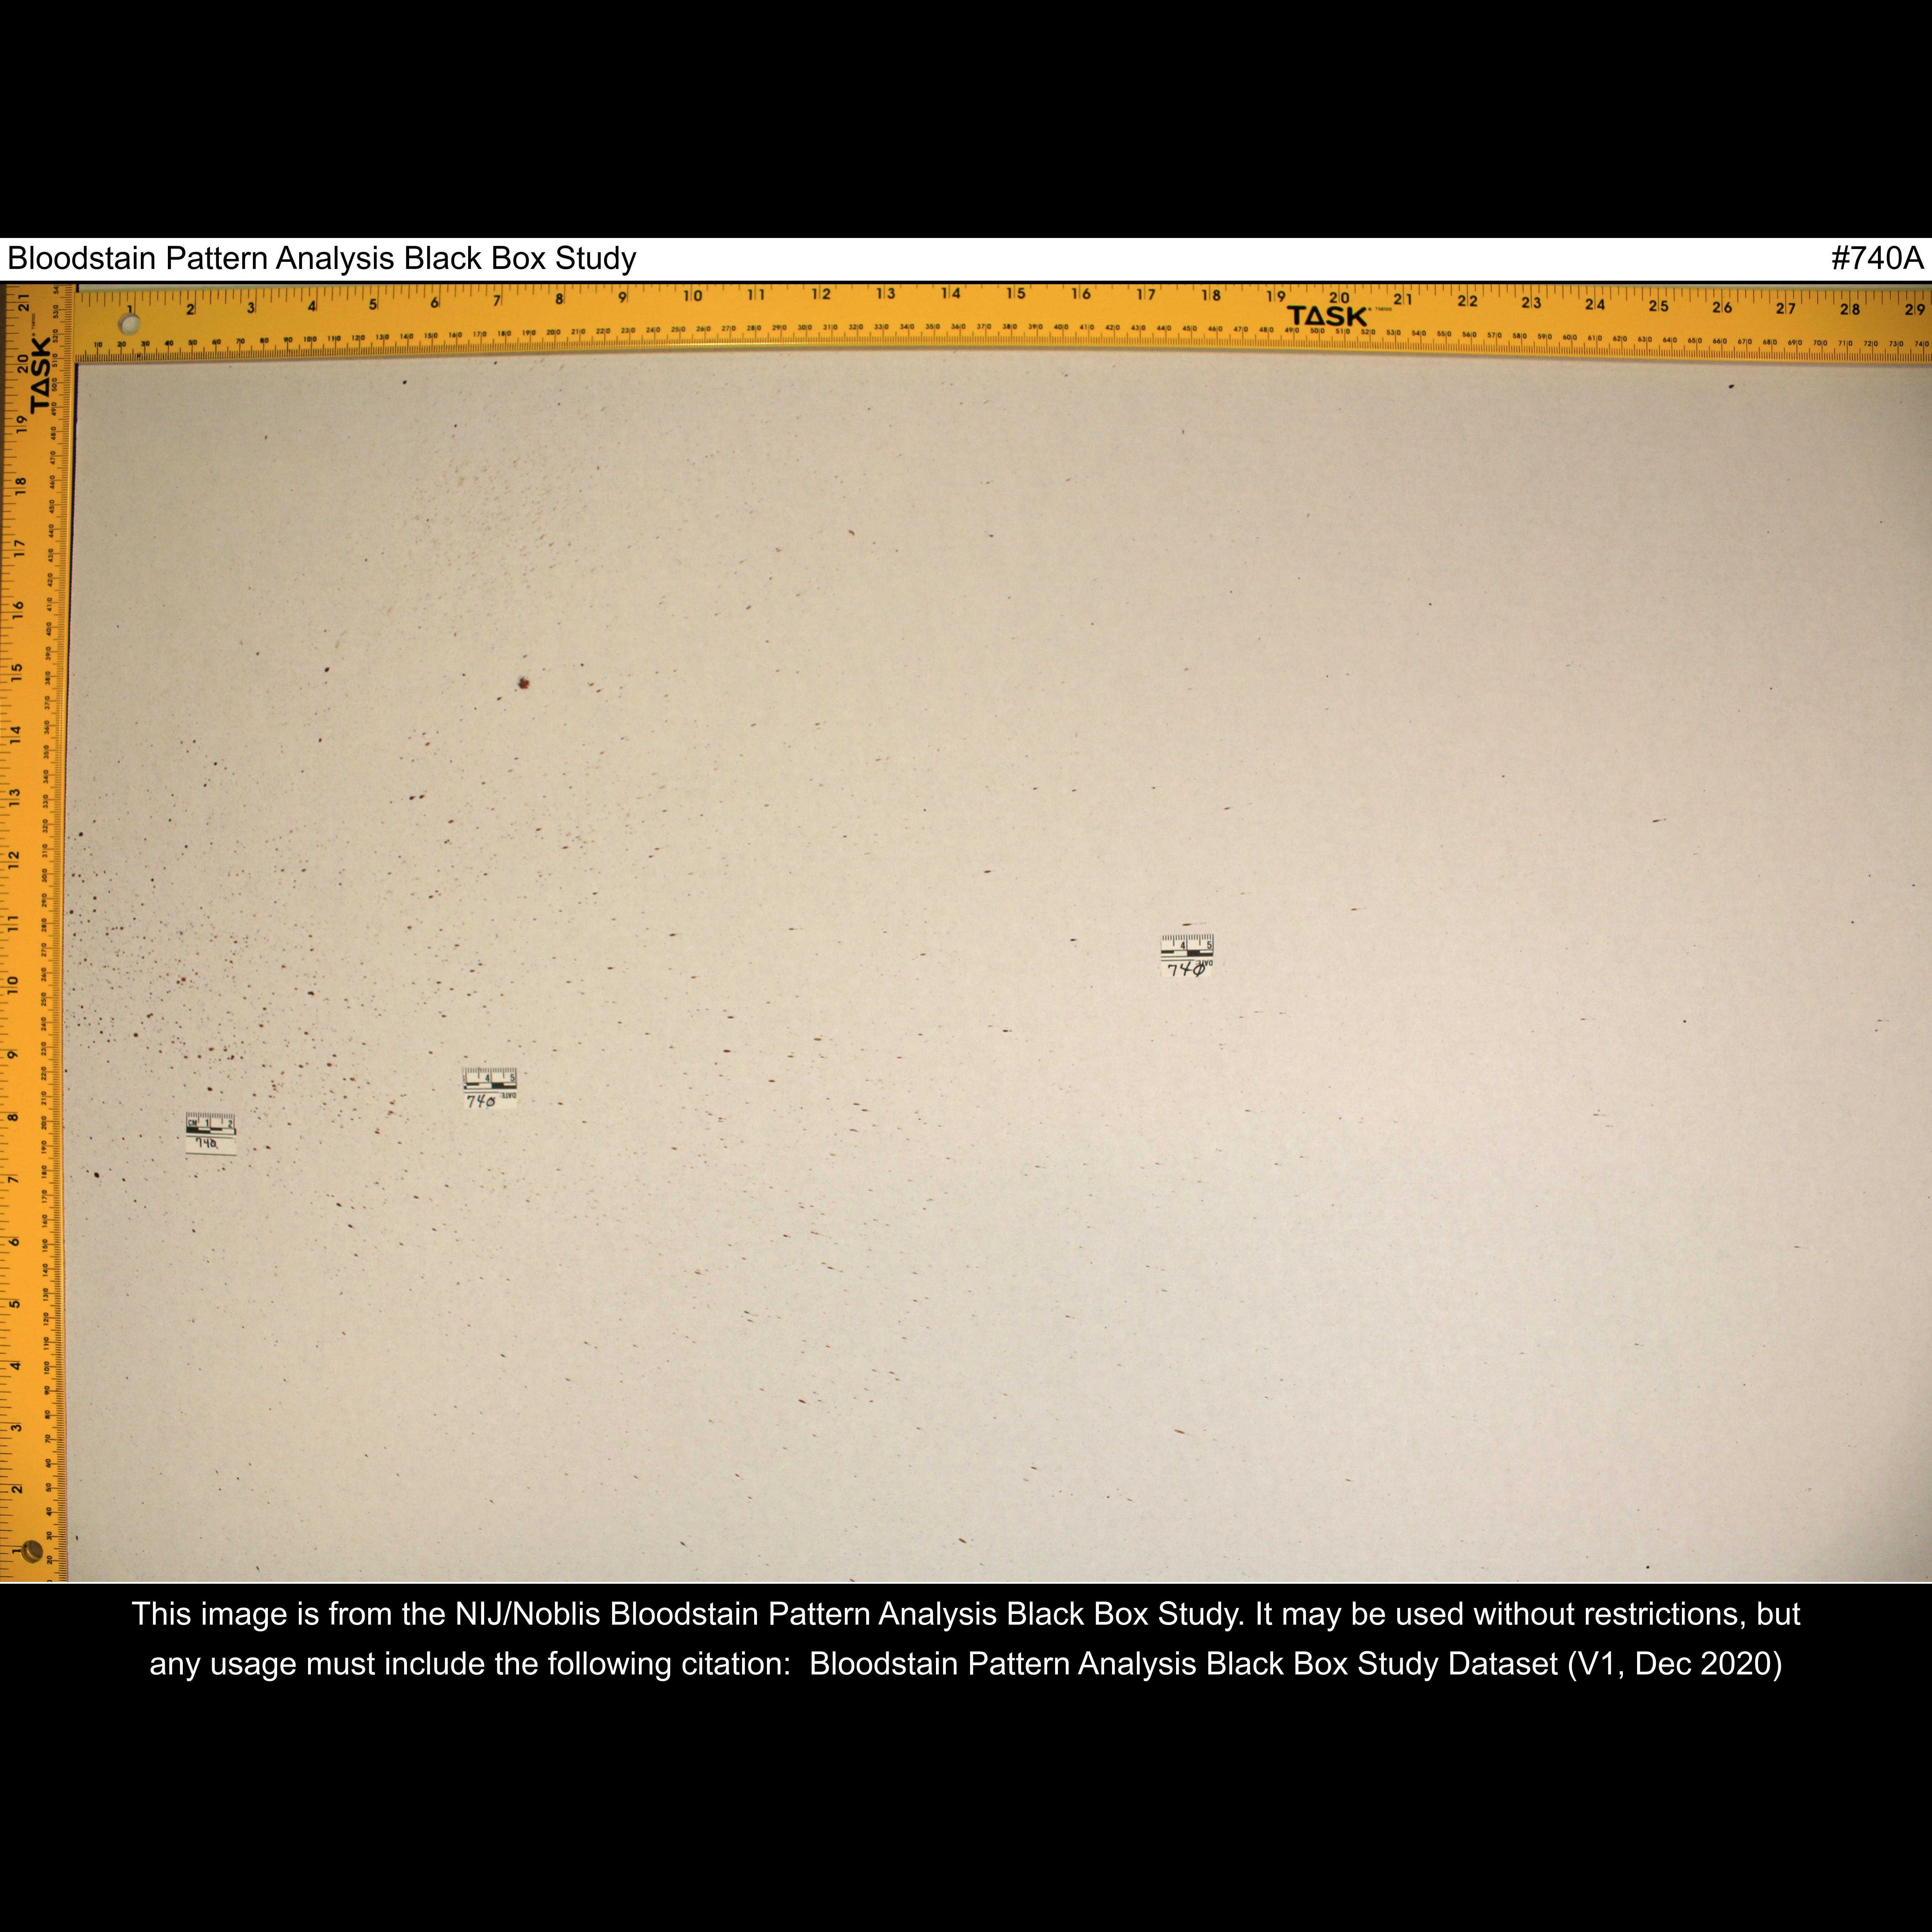 Bloodstain Pattern Analysis Black Box Study #740A
1 2 3 4 5 6 7 8 9 10 11 12 13 14 15 16 17 18 19 20 21 22 23 24 25 26 27 28 29
TASK
21 20 19 18 17 16 15 14 13 12 11 10 9 8 7 6 5 4 3 2 1
TASK
4 5
DATE
740
4 5
DATE
740
CM 1 2
740
This image is from the NIJ/Noblis Bloodstain Pattern Analysis Black Box Study. It may be used without restrictions, but
any usage must include the following citation: Bloodstain Pattern Analysis Black Box Study Dataset (V1, Dec 2020)